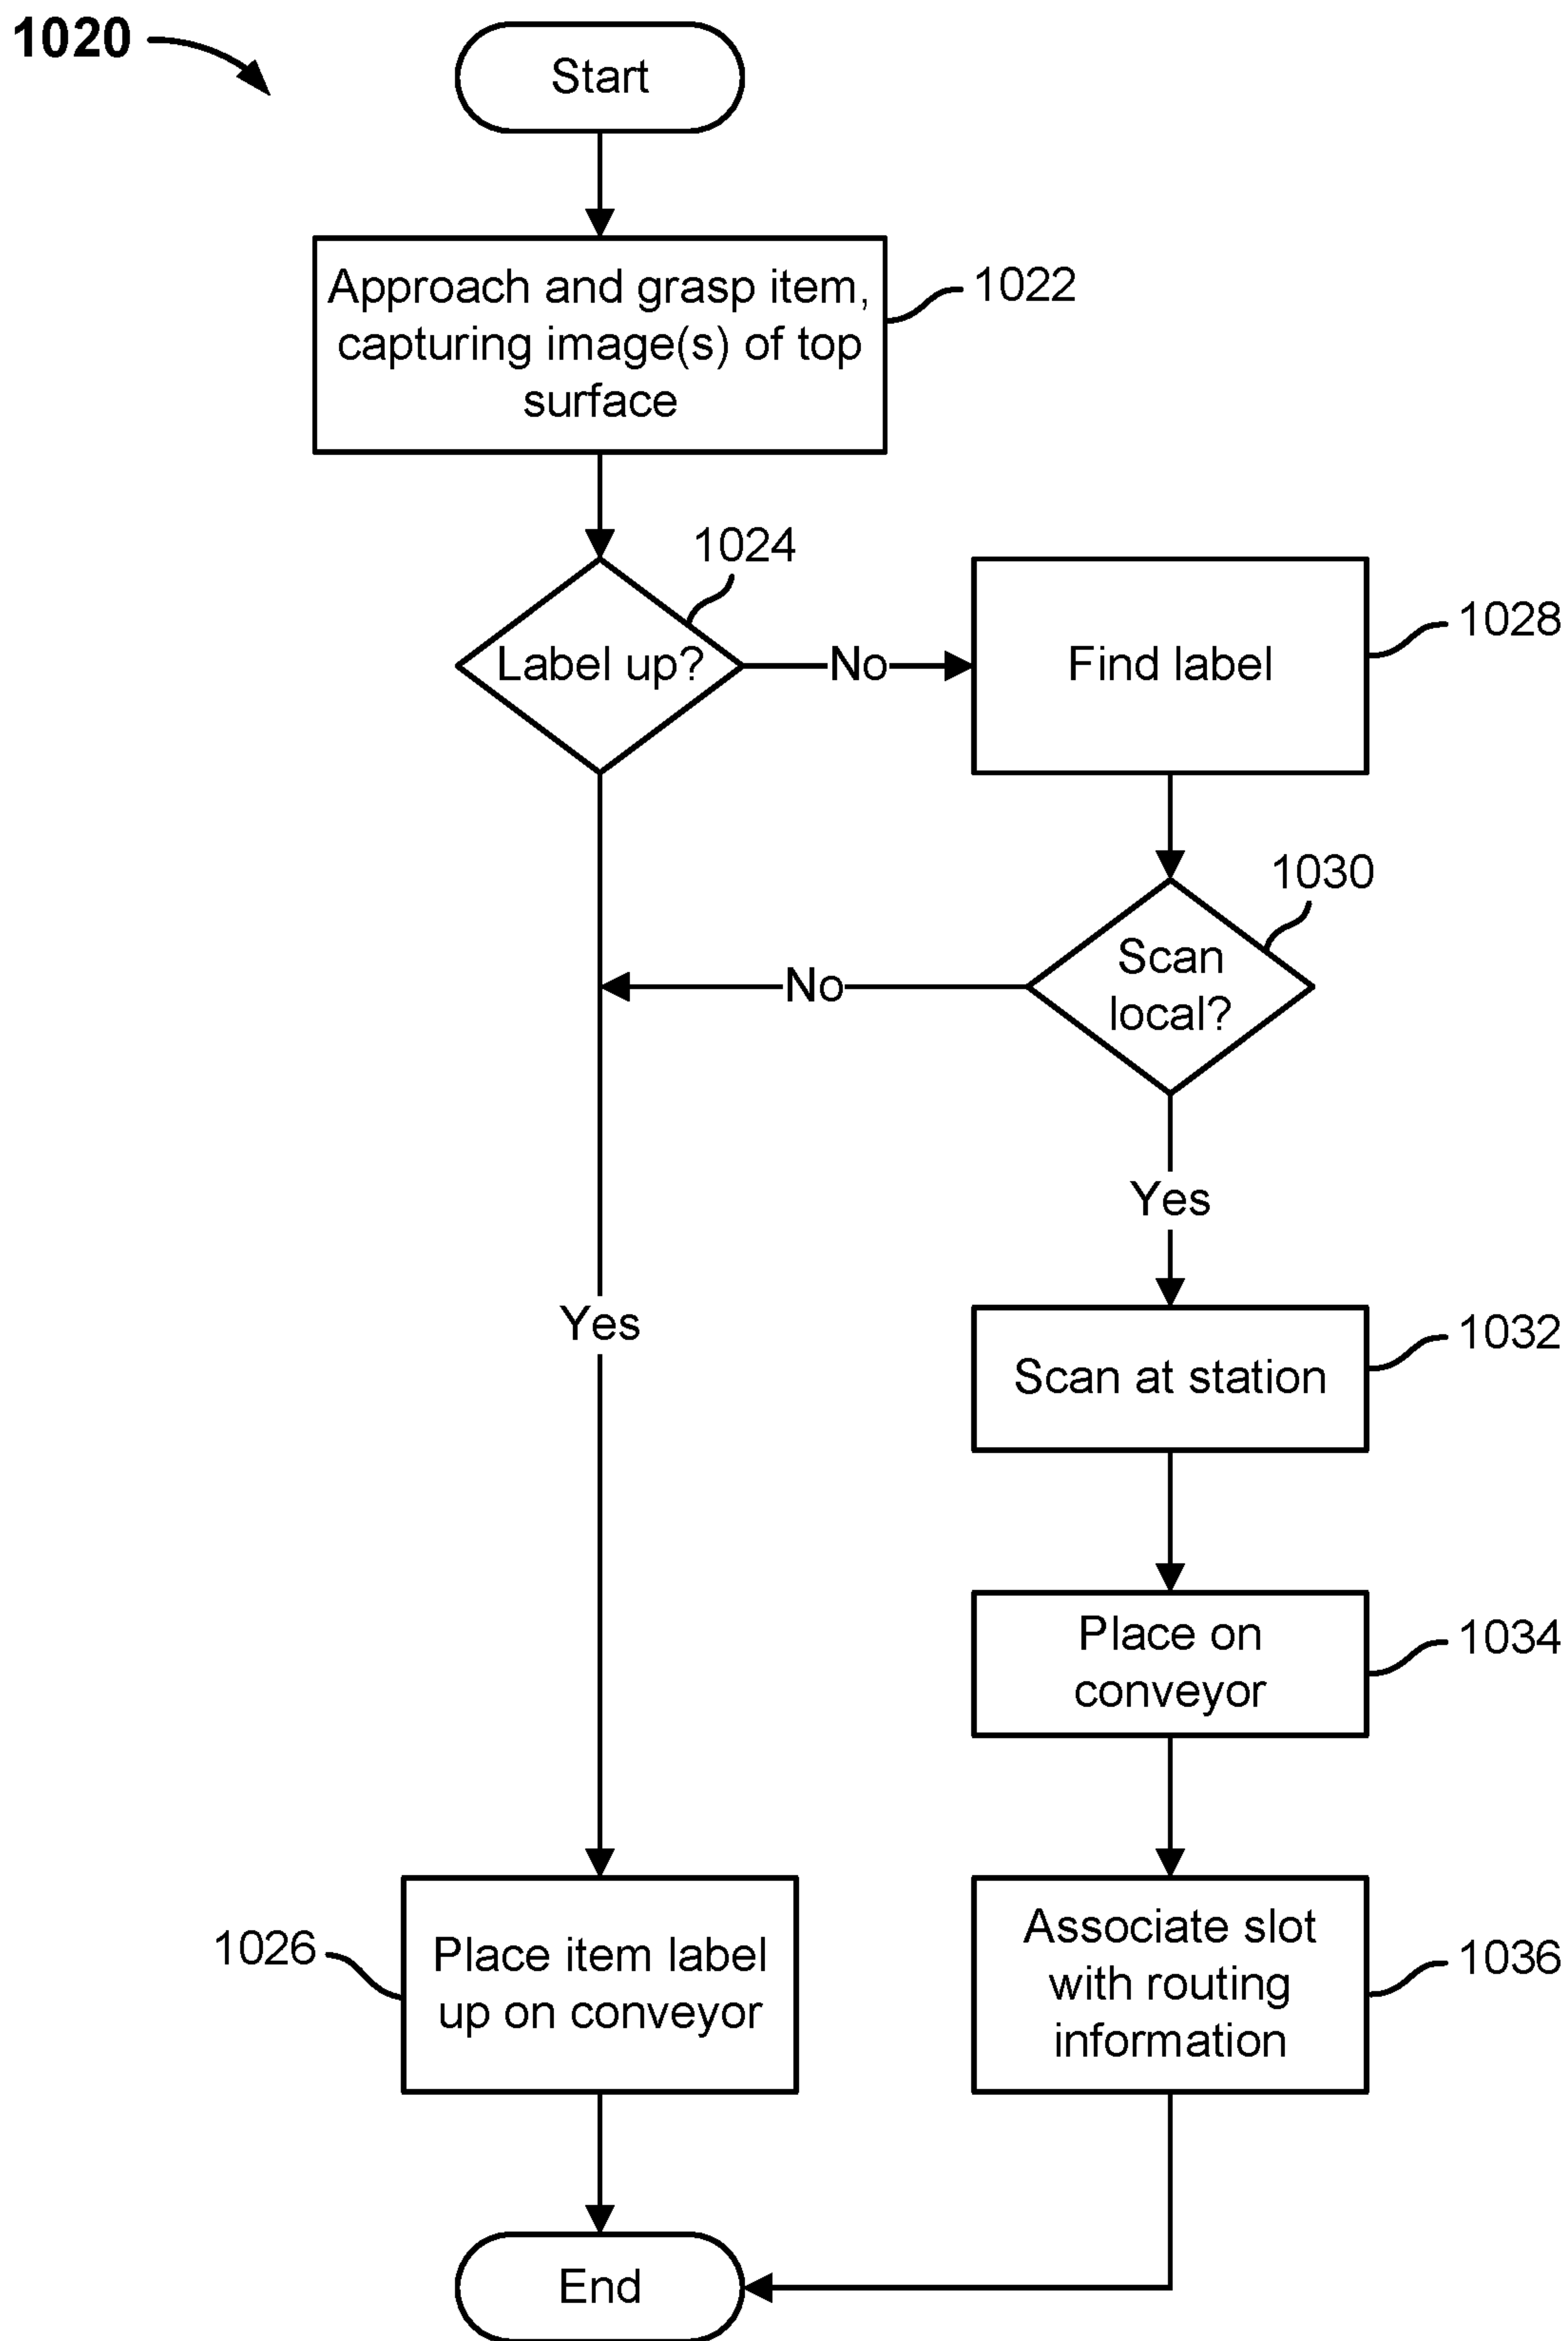 1020
Start
Approach and grasp item,
capturing image(s) of top
surface
1022
1024
Label up?
No
Find label
1028
1030
Scan
local?
No
Yes
Scan at station
1032
Yes
Place on
conveyor
1034
1026
Place item label
up on conveyor
Associate slot
with routing
information
1036
End